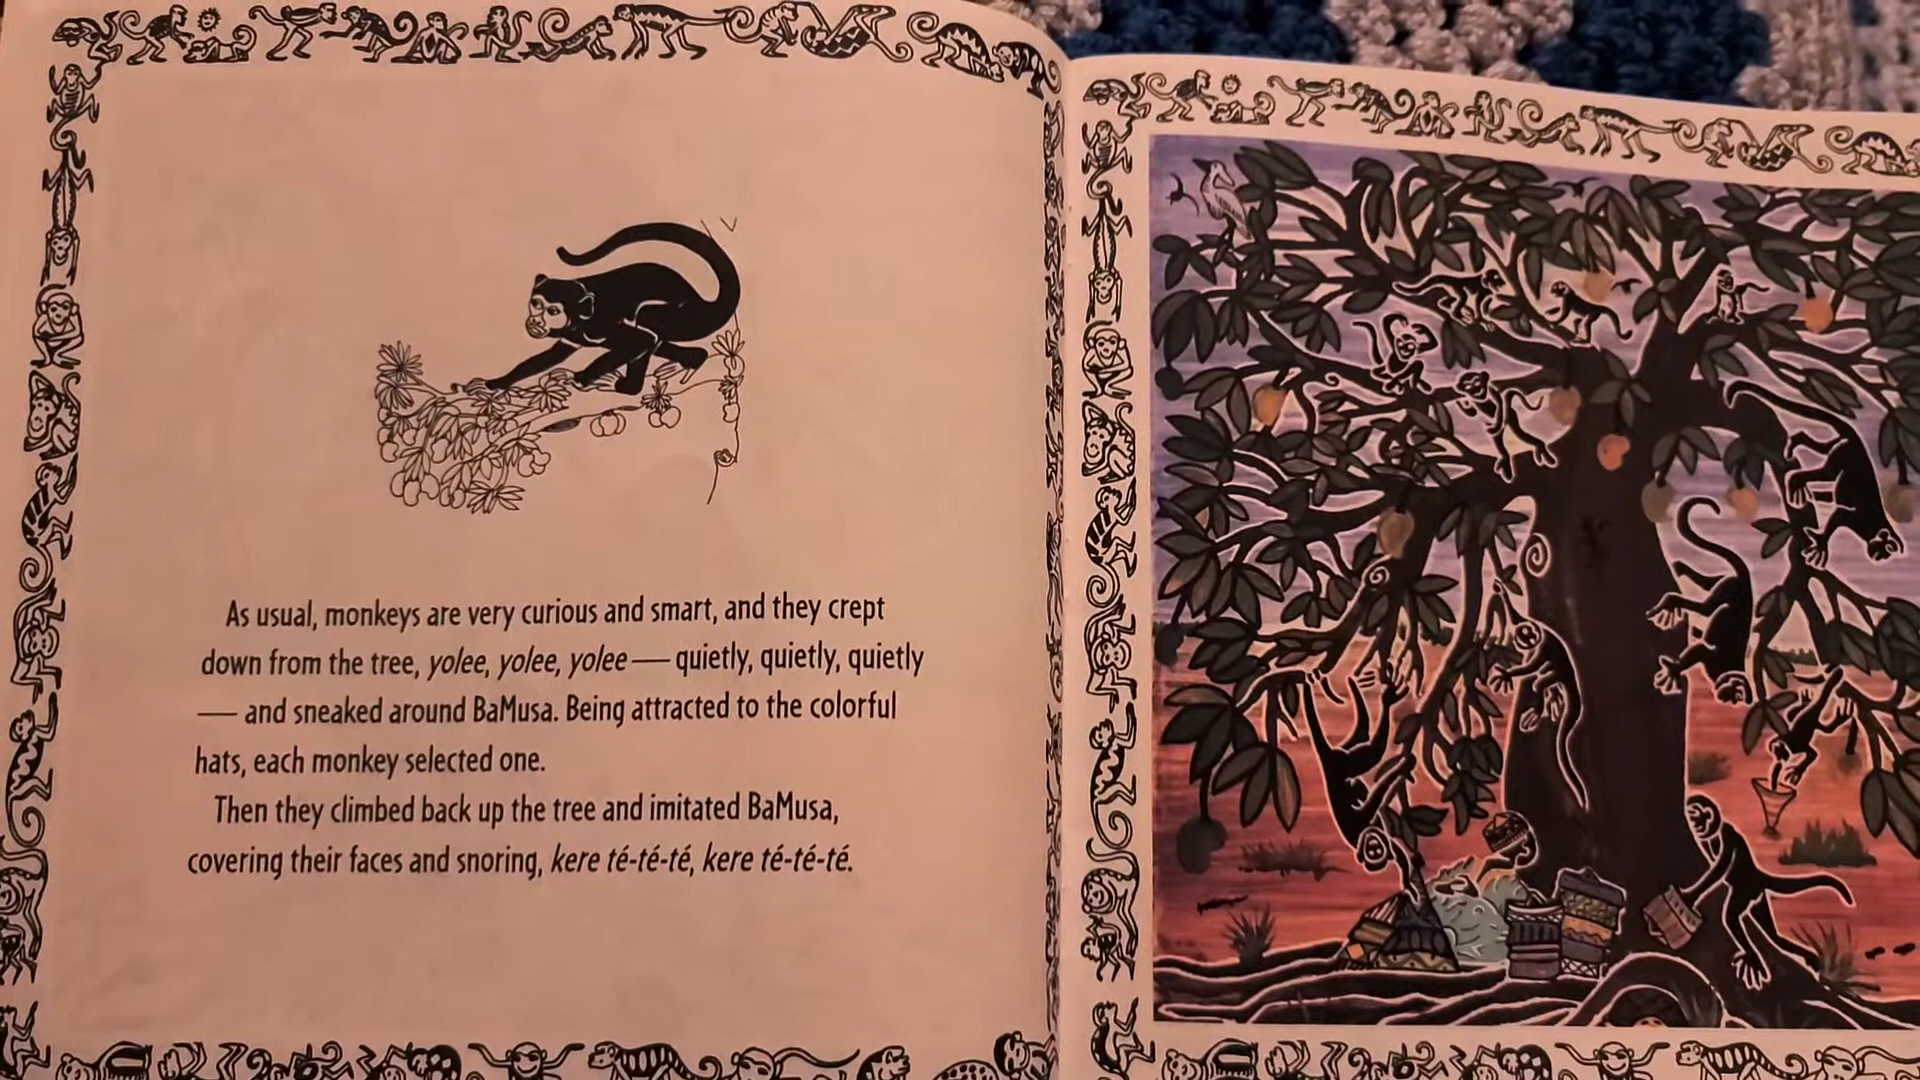 As usual, monkeys are very curious and smart, and they crept
down from the tree, yolee, yolee, yolee — quietly, quietly, quietly
— and sneaked around BaMusa. Being attracted to the colorful
hats, each monkey selected one.
Then they climbed back up the tree and imitated BaMusa,
covering their faces and snoring, kere té-té-té, kere té-té-té.